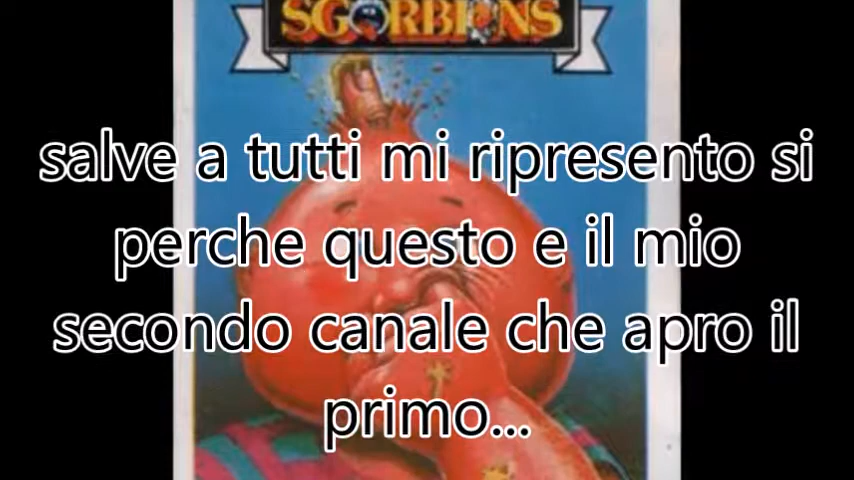 SGORBIONS
salve a tutti mi ripresento si
perche questo e il mio
secondo canale che apro il
primo...